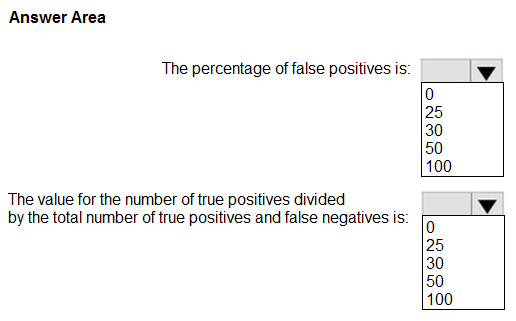 Answer Area
The percentage of false positives is:
0
25
30
50
100
The value for the number of true positives divided
by the total number of true positives and false negatives is:
0
25
30
50
100